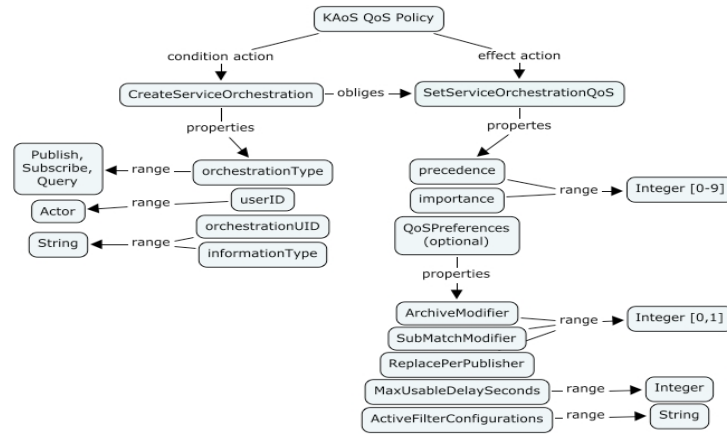 KAoS QoS Policy
condition action
effect action
CreateServiceOrchestration
obliges
SetServiceOrchestrationQoS
properties
propertes
Publish,
Subscribe,
Query
range
orchestrationType
Actor
range
userID
String
range
orchestrationUID
informationType
precedence
importance
range
Integer [0-9]
QoSPreferences
(optional)
properties
ArchiveModifier
SubMatchModifier
range
Integer [0,1]
ReplacePerPublisher
MaxUsableDelaySeconds
range
Integer
ActiveFilterConfigurations
range
String